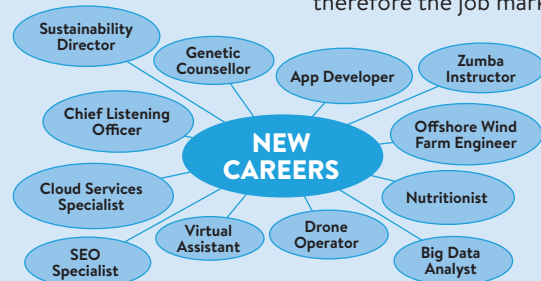 therefore the job mark
Sustainability
Director
Genetic
Counsellor
App Developer
Zumba
Instructor
Chief Listening
Officer
NEW
CAREERS
Offshore Wind
Farm Engineer
Cloud Services
Specialist
Nutritionist
SEO
Specialist
Virtual
Assistant
Drone
Operator
Big Data
Analyst